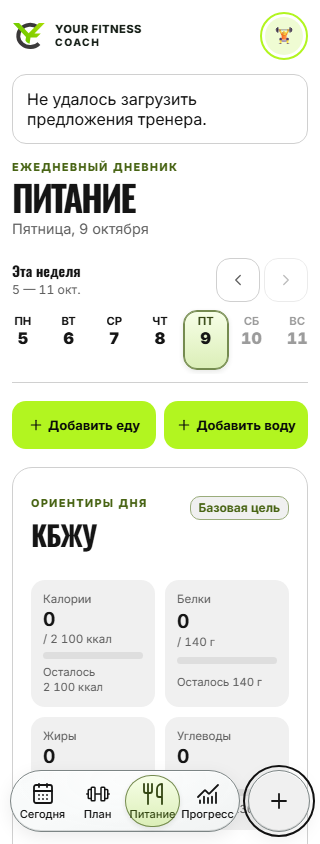 YOUR FITNESS
COACH
Не удалось загрузить
предложения тренера.
ЕЖЕДНЕВНЫЙ ДНЕВНИК
ПИТАНИЕ
Пятница, 9 октября
Эта неделя
5 — 11 окт.
ПН ВТ СР ЧТ ПТ СБ ВС
5 6 7 8 9 10 11
+ Добавить еду + Добавить воду
ОРИЕНТИРЫ ДНЯ
Базовая цель
КБЖУ
Калории
0
/ 2 100 ккал
Осталось
2 100 ккал
Белки
0
/ 140 г
Осталось 140 г
Жиры
0
Углеводы
0
Сегодня План Питание Прогресс +